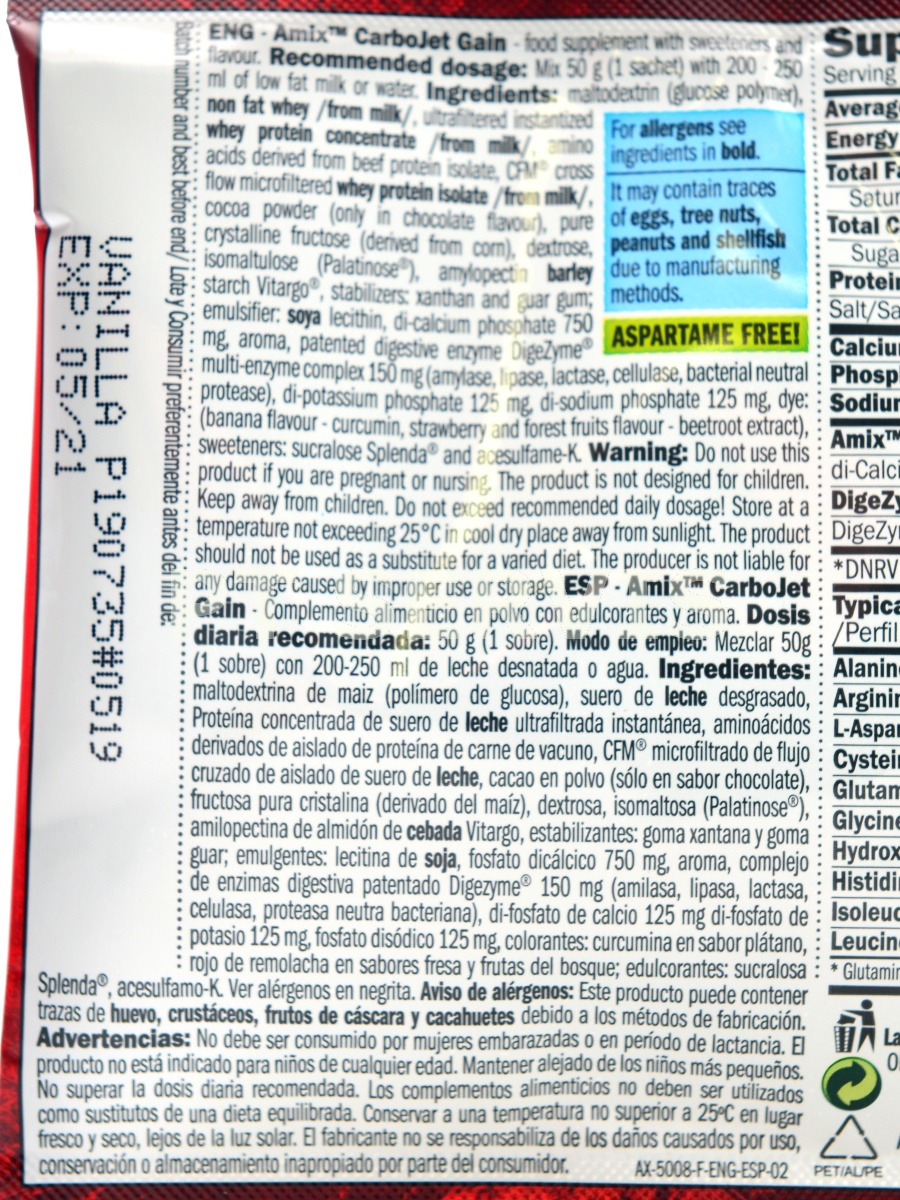 ENG - Amix™ CarboJet Gain - food supplement with sweeteners and
flavour. Recommended dosage: Mix 50 g (1 sachet) with 200 - 250
ml of low fat milk or water. Ingredients: maltodextrin (glucose polymer),
non fat whey /from milk/, ultrafiltered instantized
whey protein concentrate /from milk/, amino
acids derived from beef protein isolate, CFM® cross
flow microfiltered whey protein isolate /from milk/,
cocoa powder (only in chocolate flavour), pure
crystalline fructose (derived from corn), dextrose,
isomaltulose (Palatinose®), amylopectin barley
starch Vitargo®, stabilizers: xanthan and guar gum;
emulsifier: soya lecithin, di-calcium phosphate 750
mg, aroma, patented digestive enzyme DigeZyme®
multi-enzyme complex 150 mg (amylase, lipase, lactase, cellulase, bacterial neutral
protease), di-potassium phosphate 125 mg, di-sodium phosphate 125 mg, dye:
(banana flavour - curcumin, strawberry and forest fruits flavour - beetroot extract),
sweeteners: sucralose Splenda® and acesulfame-K. Warning: Do not use this
product if you are pregnant or nursing. The product is not designed for children.
Keep away from children. Do not exceed recommended daily dosage! Store at a
temperature not exceeding 25°C in cool dry place away from sunlight. The product
should not be used as a substitute for a varied diet. The producer is not liable for
any damage caused by improper use or storage. ESP - Amix™ CarboJet
Gain - Complemento alimenticio en polvo con edulcorantes y aroma. Dosis
diaria recomendada: 50 g (1 sobre). Modo de empleo: Mezclar 50g
(1 sobre) con 200-250 ml de leche desnatada o agua. Ingredientes:
maltodextrina de maiz (polímero de glucosa), suero de leche desgrasado,
Proteína concentrada de suero de leche ultrafiltrada instantánea, aminoácidos
derivados de aislado de proteína de carne de vacuno, CFM® microfiltrado de flujo
cruzado de aislado de suero de leche, cacao en polvo (sólo en sabor chocolate),
fructosa pura cristalina (derivado del maíz), dextrosa, isomaltosa (Palatinose®),
amilopectina de almidón de cebada Vitargo, estabilizantes: goma xantana y goma
guar; emulgentes: lecitina de soja, fosfato dicálcico 750 mg, aroma, complejo
de enzimas digestiva patentado Digezyme® 150 mg (amilasa, lipasa, lactasa,
celulasa, proteasa neutra bacteriana), di-fosfato de calcio 125 mg di-fosfato de
potasio 125 mg, fosfato disódico 125 mg, colorantes: curcumina en sabor plátano,
rojo de remolacha en sabores fresa y frutas del bosque; edulcorantes: sucralosa
Splenda®, acesulfamo-K. Ver alérgenos en negrita. Aviso de alérgenos: Este producto puede contener
trazas de huevo, crustáceos, frutos de cáscara y cacahuetes debido a los métodos de fabricación.
Advertencias: No debe ser consumido por mujeres embarazadas o en período de lactancia. El
producto no está indicado para niños de cualquier edad. Mantener alejado de los niños más pequeños.
No superar la dosis diaria recomendada. Los complementos alimenticios no deben ser utilizados
como sustitutos de una dieta equilibrada. Conservar a una temperatura no superior a 25ºC en lugar
fresco y seco, lejos de la luz solar. El fabricante no se responsabiliza de los daños causados por uso,
conservación o almacenamiento inapropiado por parte del consumidor.
AX-5008-F-ENG-ESP-02
For allergens see
ingredients in bold.
It may contain traces
of eggs, tree nuts,
peanuts and shellfish
due to manufacturing
methods.
ASPARTAME FREE!
Batch number and best before end/ Lote y Consumir preferentemente antes del fin de:
VANILLA P190735#0519
EXP:05/21
Sup
Serving
Averag
Energy
Total Fa
Satur
Total C
Suga
Protein
Salt/Sa
Calciu
Phosp
Sodiu
Amix™
di-Calci
DigeZy
DigeZy
*DNRV
Typica
/Perfil
Alanin
Argini
L-Aspa
Cystei
Glutam
Glycine
Hydrox
Histidi
Isoleuc
Leucin
* Glutami
La
PET/AL/PE